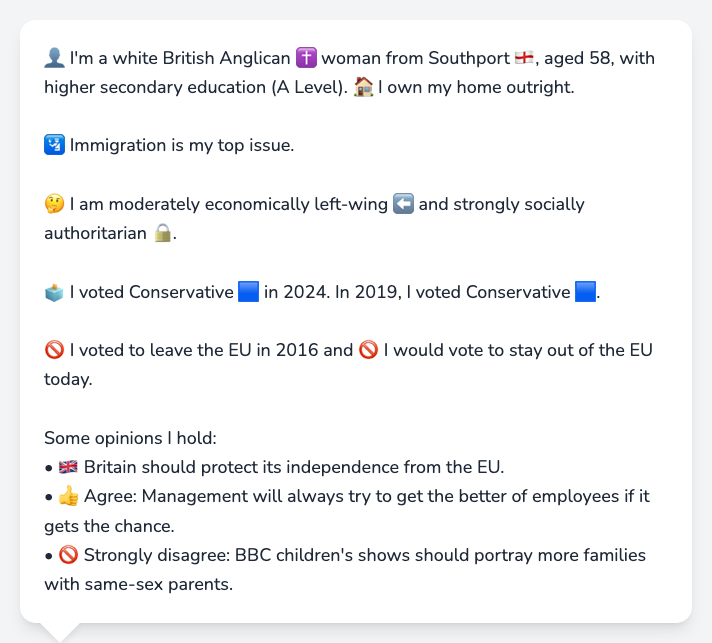 👤 I'm a white British Anglican ✝️ woman from Southport 🏴󠁧󠁢󠁥󠁮󠁧󠁿, aged 58, with
higher secondary education (A Level). 🏠 I own my home outright.
🛂 Immigration is my top issue.
🤔 I am moderately economically left-wing ⬅️ and strongly socially
authoritarian 🔒.
🗳️ I voted Conservative 🟦 in 2024. In 2019, I voted Conservative 🟦.
🚫 I voted to leave the EU in 2016 and 🚫 I would vote to stay out of the EU
today.
Some opinions I hold:
• 🇬🇧 Britain should protect its independence from the EU.
• 👍 Agree: Management will always try to get the better of employees if it
gets the chance.
• 🚫 Strongly disagree: BBC children's shows should portray more families
with same-sex parents.